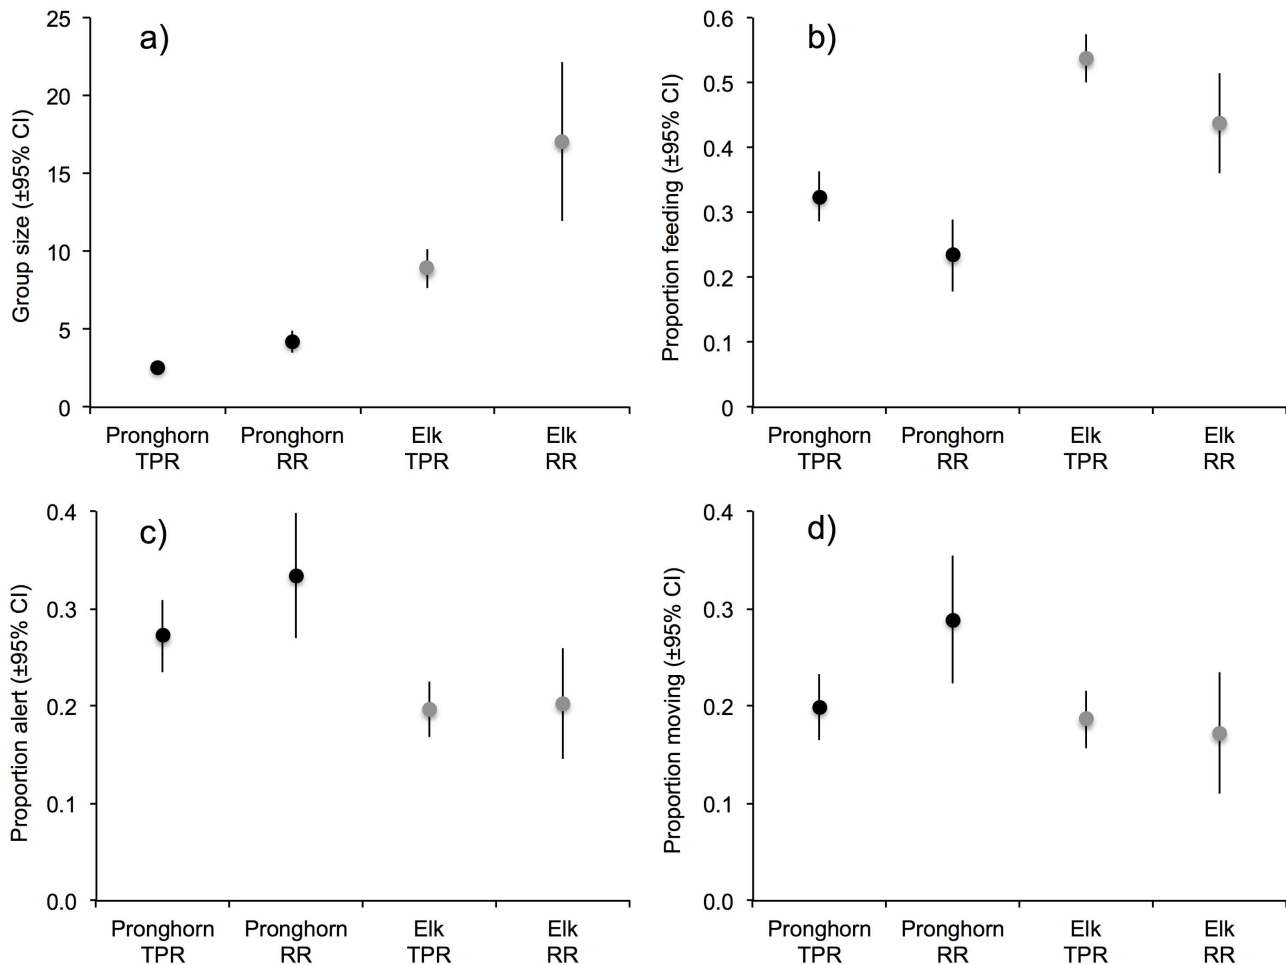 a)
Group size (±95% CI)
25
20
15
10
5
0
Pronghorn TPR
Pronghorn RR
Elk TPR
Elk RR
b)
Proportion feeding (±95% CI)
0.6
0.5
0.4
0.3
0.2
0.1
0
Pronghorn TPR
Pronghorn RR
Elk TPR
Elk RR
c)
Proportion alert (±95% CI)
0.4
0.3
0.2
0.1
0.0
Pronghorn TPR
Pronghorn RR
Elk TPR
Elk RR
d)
Proportion moving (±95% CI)
0.4
0.3
0.2
0.1
0.0
Pronghorn TPR
Pronghorn RR
Elk TPR
Elk RR